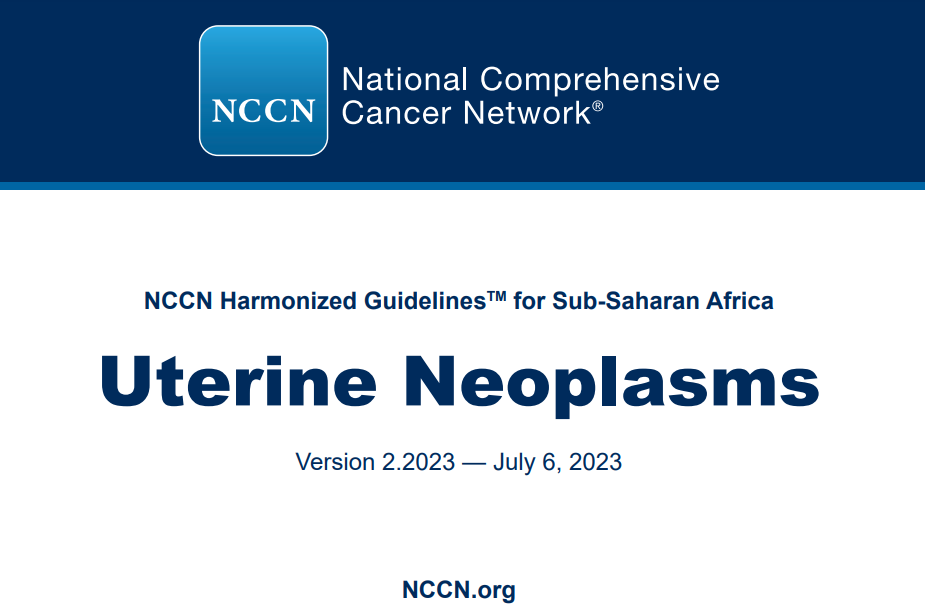 NCCN
National Comprehensive
Cancer Network®
NCCN Harmonized Guidelines™ for Sub-Saharan Africa
Uterine Neoplasms
Version 2.2023 — July 6, 2023
NCCN.org